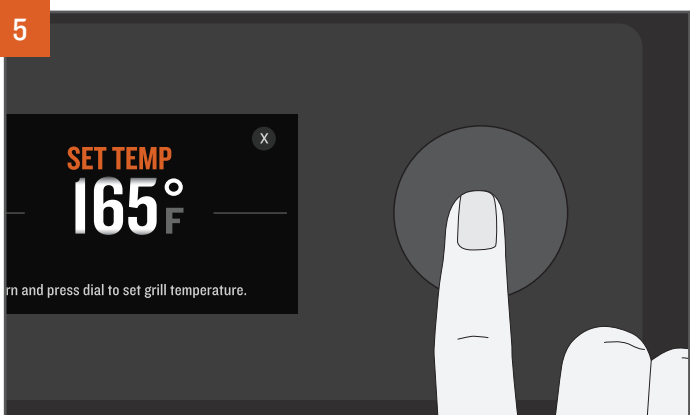 5
X
SET TEMP
165°F
rn and press dial to set grill temperature.